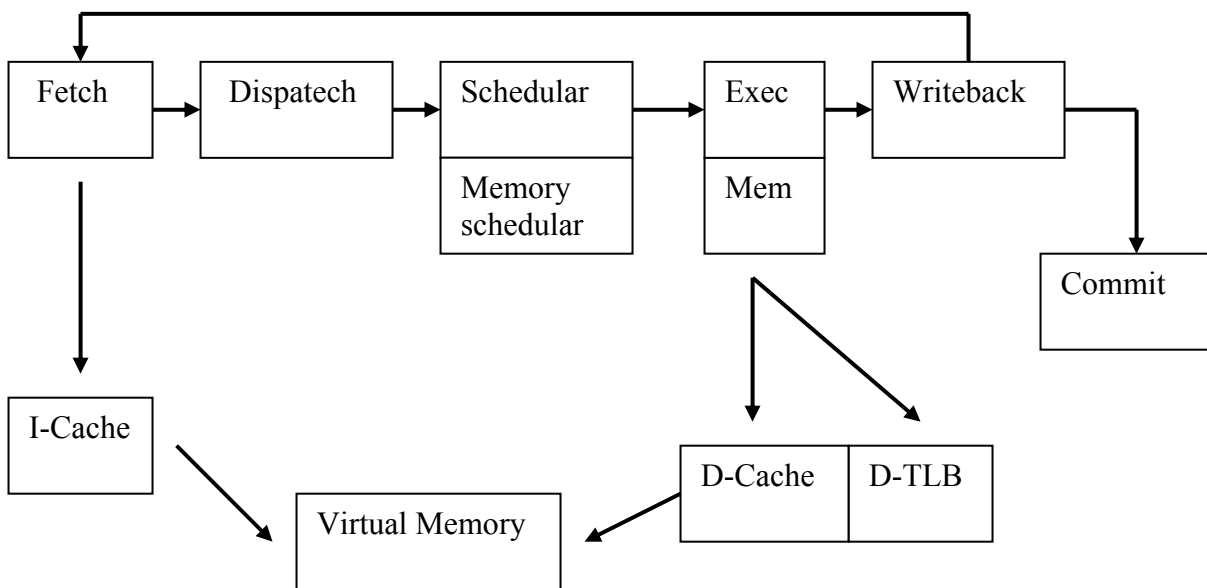 Fetch
Dispatech
Schedular
Exec
Writeback
Memory
schedular
Mem
Commit
I-Cache
D-Cache
D-TLB
Virtual Memory